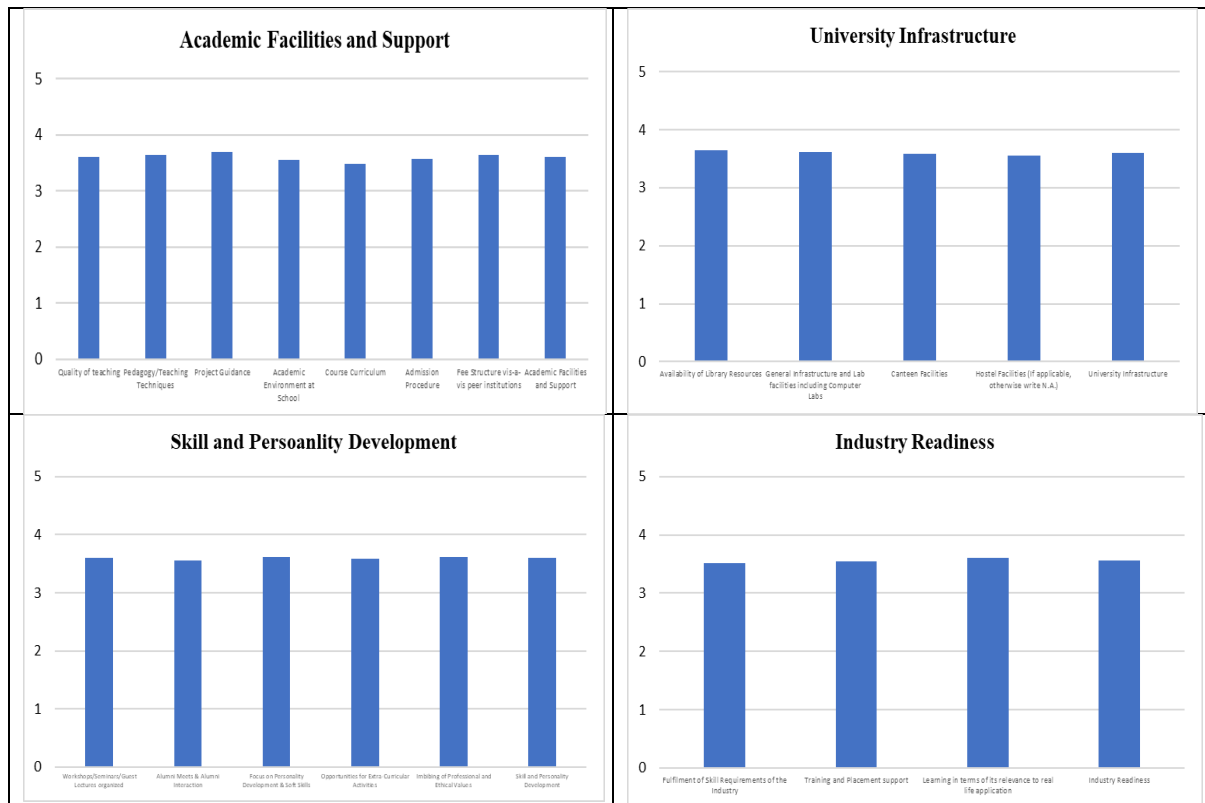 Academic Facilities and Support
5
4
3
2
1
0
Quality of teaching
Pedagogy/Teaching
Techniques
Project Guidance
Academic
Environment at
School
Course Curriculum
Admission
Procedure
Fee Structure vis-a-
vis peer institutions
Academic Facilities
and Support
University Infrastructure
5
4
3
2
1
0
Availability of Library Resources
General Infrastructure and Lab
facilities including Computer
Labs
Canteen Facilities
Hostel Facilities (If applicable,
otherwise write N.A.)
University Infrastructure
Skill and Persoanlity Development
5
4
3
2
1
0
Workshops/Seminars/Guest
Lectures organized
Alumni Meets & Alumni
Interaction
Focus on Personality
Development & Soft Skills
Opportunities for Extra-Curricular
Activities
Imbibing of Professional and
Ethical Values
Skill and Personality
Development
Industry Readiness
5
4
3
2
1
0
Fulfilment of Skill Requirements of the
Industry
Training and Placement support
Learning in terms of its relevance to real
life application
Industry Readiness